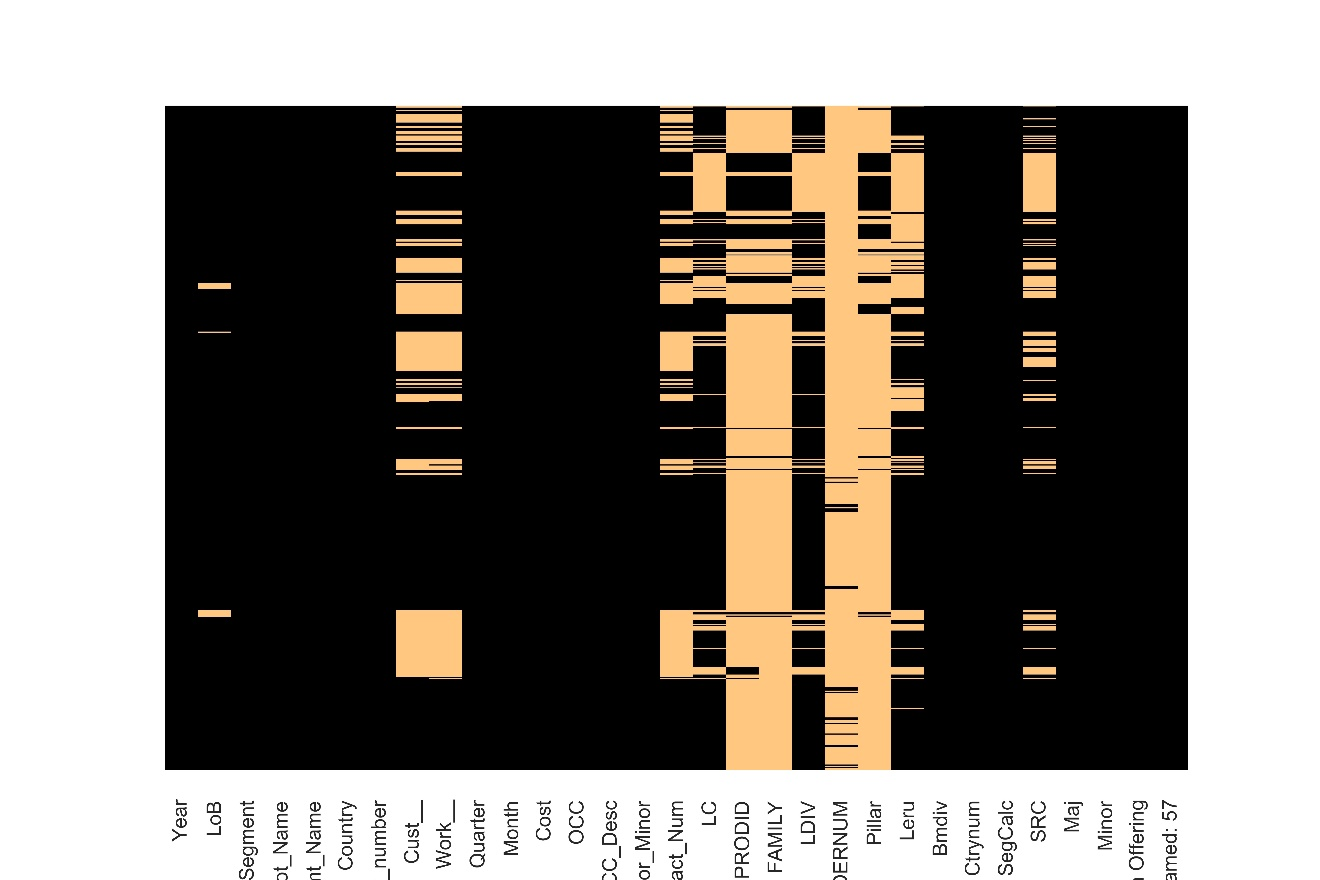 Year
LoB
Segment
ot_Name
nt_Name
Country
_number
Cust__
Work__
Quarter
Month
Cost
OCC
CC_Desc
or_Minor
act_Num
LC
PRODID
FAMILY
LDIV
DERNUM
Pillar
Leru
Bmdiv
Ctrynum
SegCalc
SRC
Maj
Minor
Offering
amed: 57